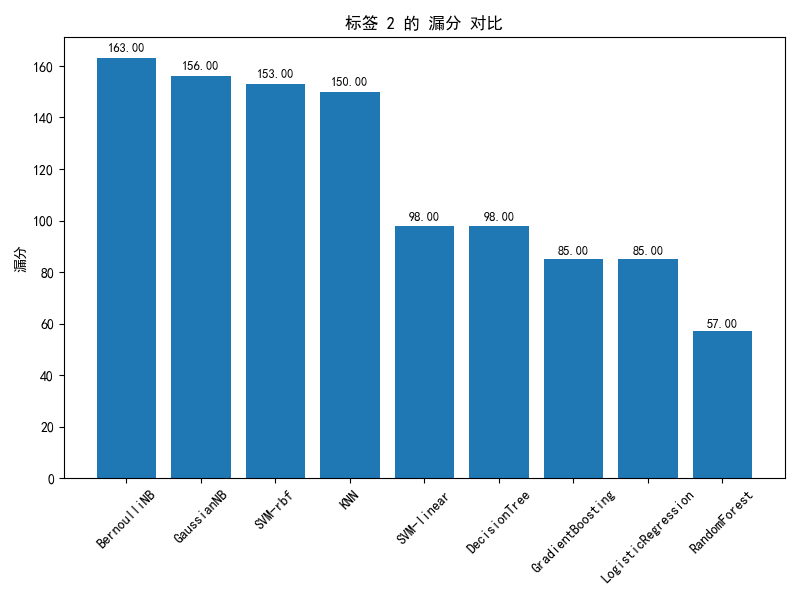 标签 2 的 漏分 对比
163.00
156.00
153.00
150.00
98.00
98.00
85.00
85.00
57.00
漏分
160
140
120
100
80
60
40
20
0
BernoulliNB
GaussianNB
SVM-rbf
KNN
SVM-linear
DecisionTree
GradientBoosting
LogisticRegression
RandomForest